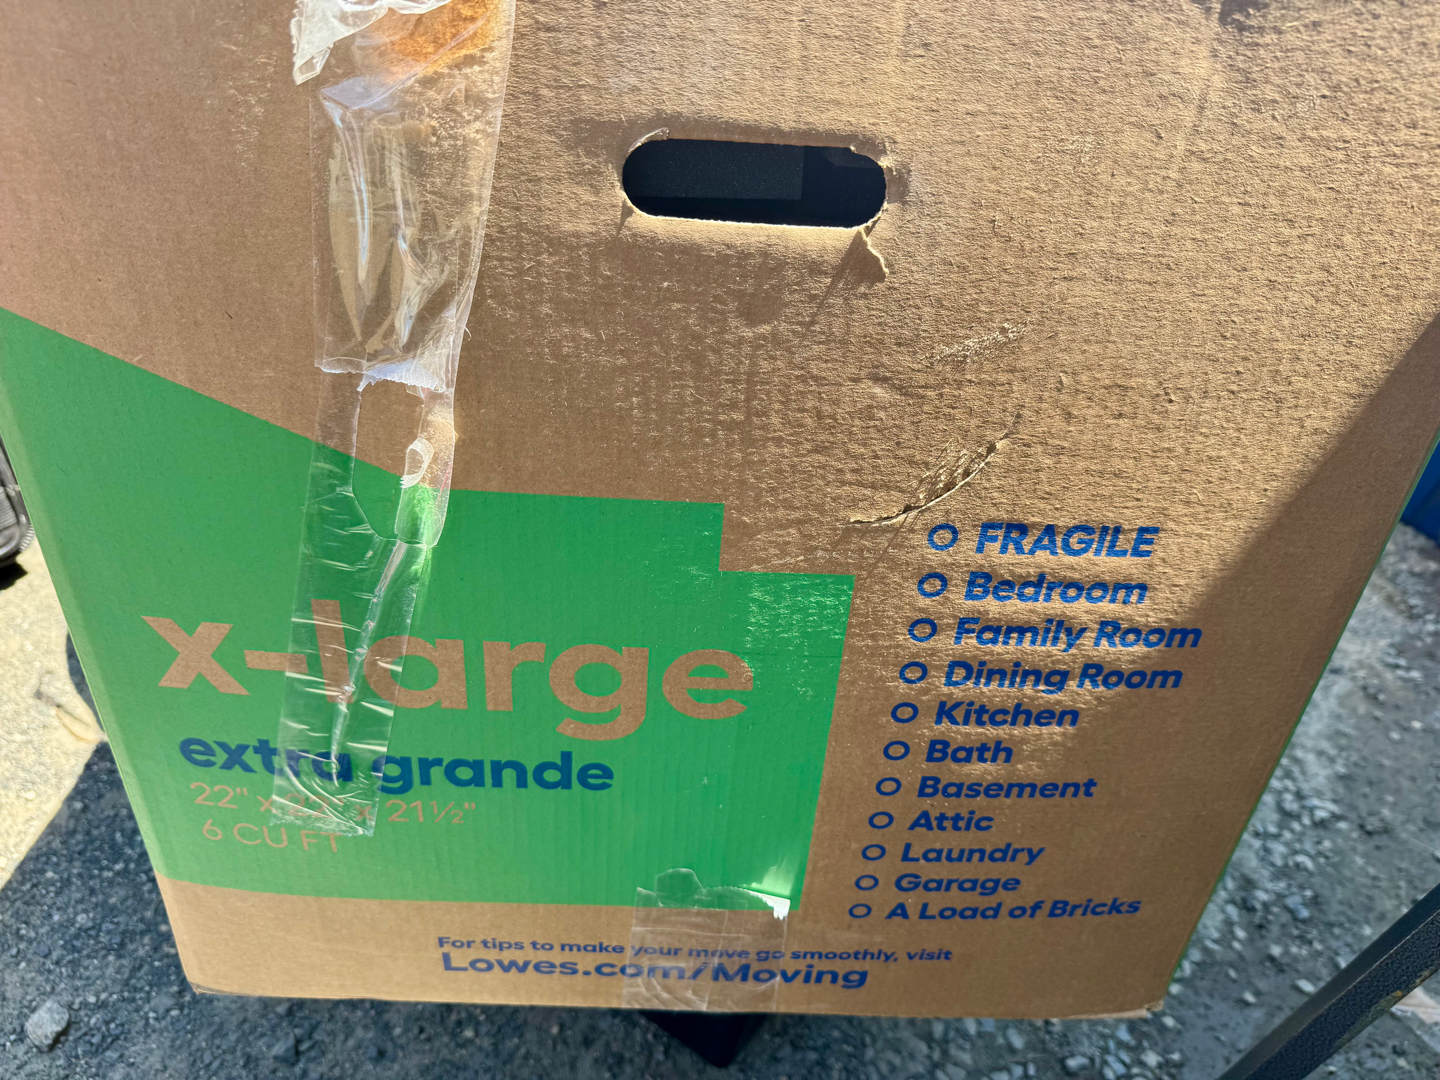 x-large
extra grande
22" x 22" x 21½"
6 CU FT
FRAGILE
Bedroom
Family Room
Dining Room
Kitchen
Bath
Basement
Attic
Laundry
Garage
A Load of Bricks
For tips to make your move go smoothly, visit
Lowes.com/Moving